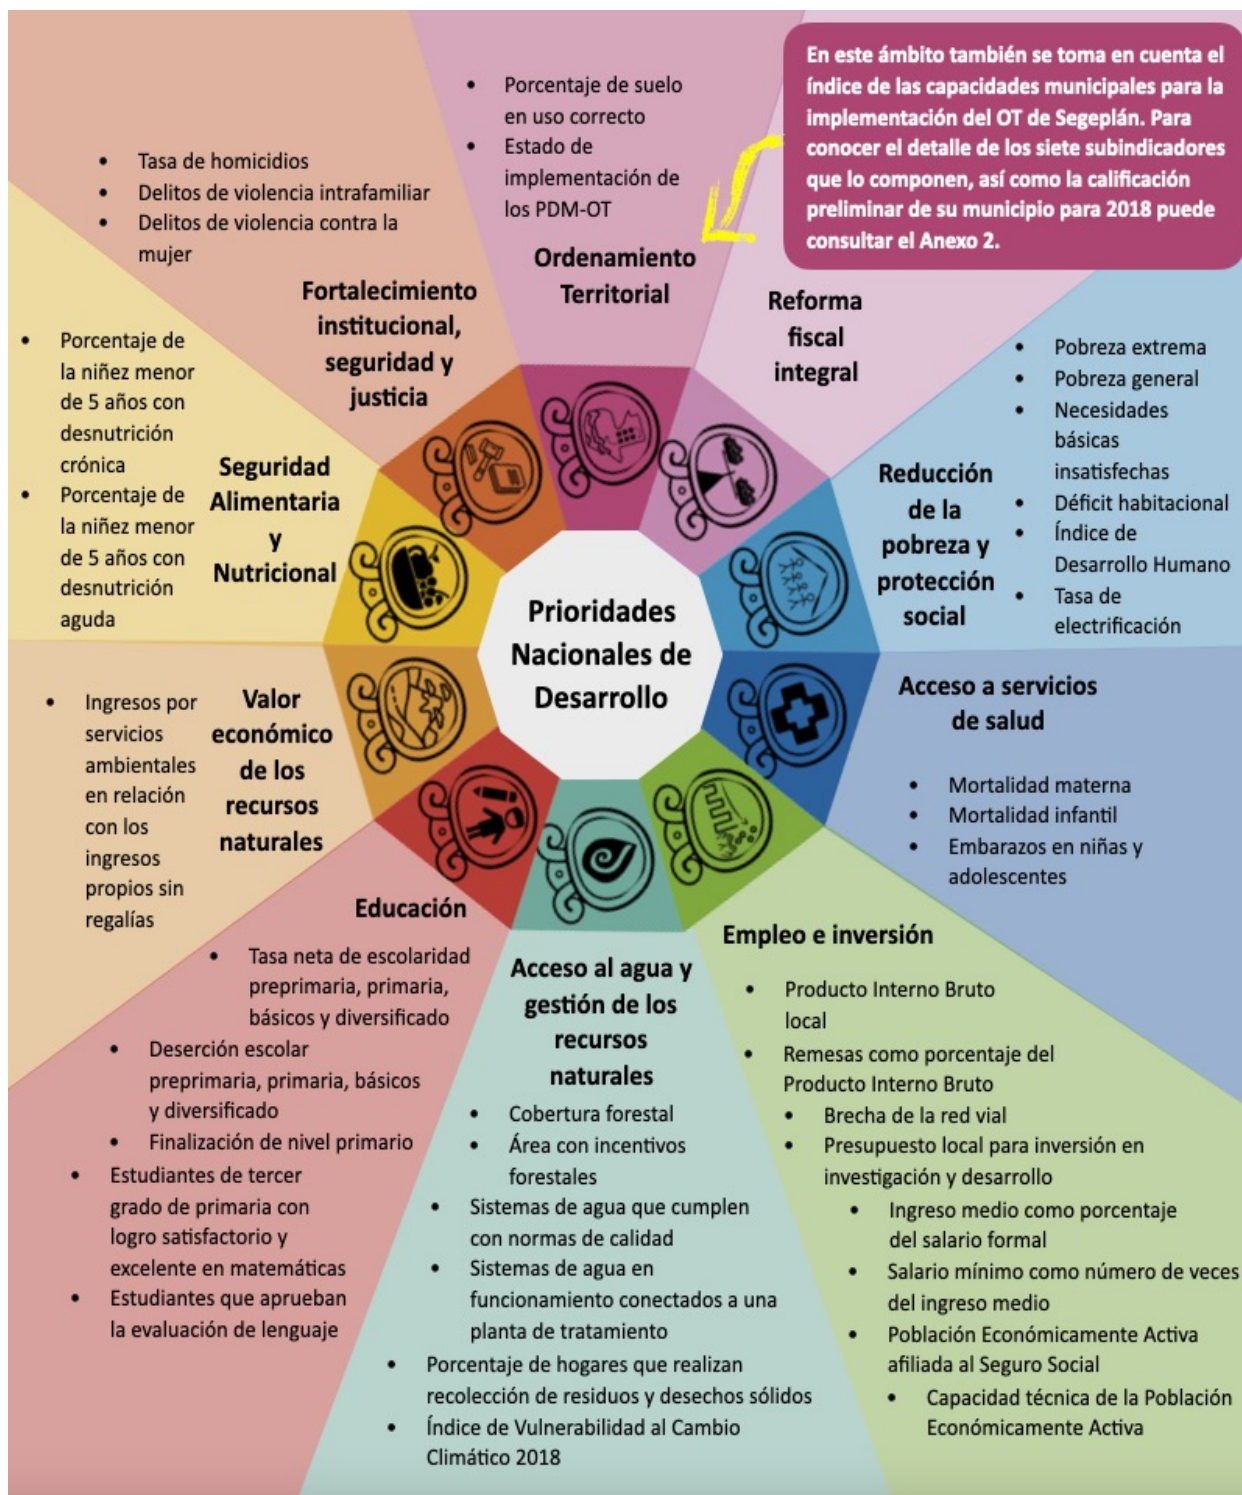 En este ámbito también se toma en cuenta el
índice de las capacidades municipales para la
implementación del OT de Segeplán. Para
conocer el detalle de los siete subindicadores
que lo componen, así como la calificación
preliminar de su municipio para 2018 puede
consultar el Anexo 2.
• Porcentaje de suelo
en uso correcto
• Estado de
implementación de
los PDM-OT
Ordenamiento
Territorial
Reforma
fiscal
integral
• Pobreza extrema
• Pobreza general
• Necesidades
básicas
insatisfechas
• Déficit habitacional
• Índice de
Desarrollo Humano
• Tasa de
electrificación
Reducción
de la
pobreza y
protección
social
Acceso a servicios
de salud
• Mortalidad materna
• Mortalidad infantil
• Embarazos en niñas y
adolescentes
Empleo e inversión
• Producto Interno Bruto
local
• Remesas como porcentaje del
Producto Interno Bruto
• Brecha de la red vial
• Presupuesto local para inversión en
investigación y desarrollo
• Ingreso medio como porcentaje
del salario formal
• Salario mínimo como número de veces
del ingreso medio
• Población Económicamente Activa
afiliada al Seguro Social
• Capacidad técnica de la Población
Económicamente Activa
Acceso al agua y
gestión de los
recursos
naturales
• Cobertura forestal
• Área con incentivos
forestales
• Sistemas de agua que cumplen
con normas de calidad
• Sistemas de agua en
funcionamiento conectados a una
planta de tratamiento
• Porcentaje de hogares que realizan
recolección de residuos y desechos sólidos
• Índice de Vulnerabilidad al Cambio
Climático 2018
Educación
• Tasa neta de escolaridad
preprimaria, primaria,
básicos y diversificado
• Deserción escolar
preprimaria, primaria, básicos
y diversificado
• Finalización de nivel primario
• Estudiantes de tercer
grado de primaria con
logro satisfactorio y
excelente en matemáticas
• Estudiantes que aprueban
la evaluación de lenguaje
Valor
económico
de los
recursos
naturales
• Ingresos por
servicios
ambientales
en relación
con los
ingresos
propios sin
regalías
Seguridad
Alimentaria
y
Nutricional
• Porcentaje de
la niñez menor
de 5 años con
desnutrición
crónica
• Porcentaje de
la niñez menor
de 5 años con
desnutrición
aguda
Fortalecimiento
institucional,
seguridad y
justicia
• Tasa de homicidios
• Delitos de violencia intrafamiliar
• Delitos de violencia contra la
mujer
Prioridades
Nacionales de
Desarrollo